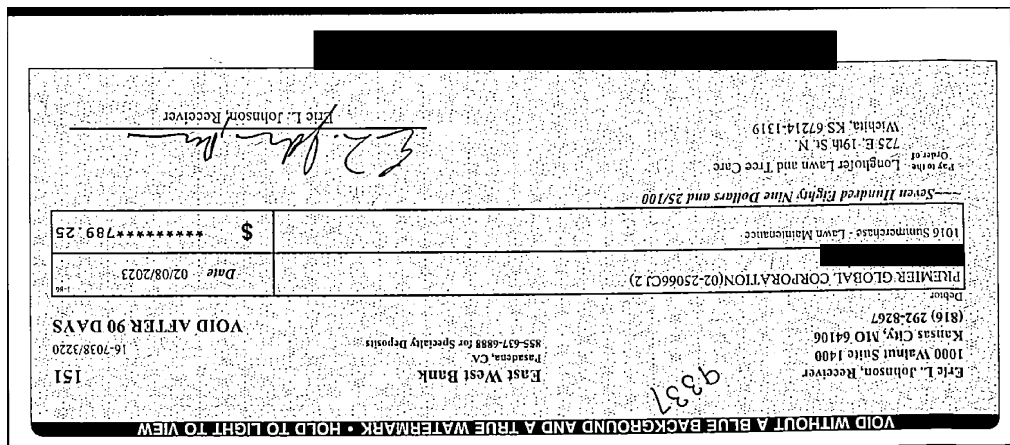 VOID WITHOUT A BLUE BACKGROUND AND A TRUE WATERMARK • HOLD TO LIGHT TO VIEW
Eric L. Johnson, Receiver
1000 Walnut Suite 1400
Kansas City, MO 64106
(816) 292-8267
9337
East West Bank
Pasadena, CA,
855-637-6888 for Specialty Deposits
151
16-7038/3220
VOID AFTER 90 DAYS
Debtor
PREMIER GLOBAL CORPORATION(02-25066CJ 2)
Date 02/08/2023
1016 Summerchase - Lawn Maintenance
$ **********789.25
----Seven Hundred Eighty Nine Dollars and 25/100
Pay to the
Order of
Longhofer Lawn and Tree Care
725 E. 19th St. N.
Wichita, KS 67214-1319
Eric L. Johnson, Receiver